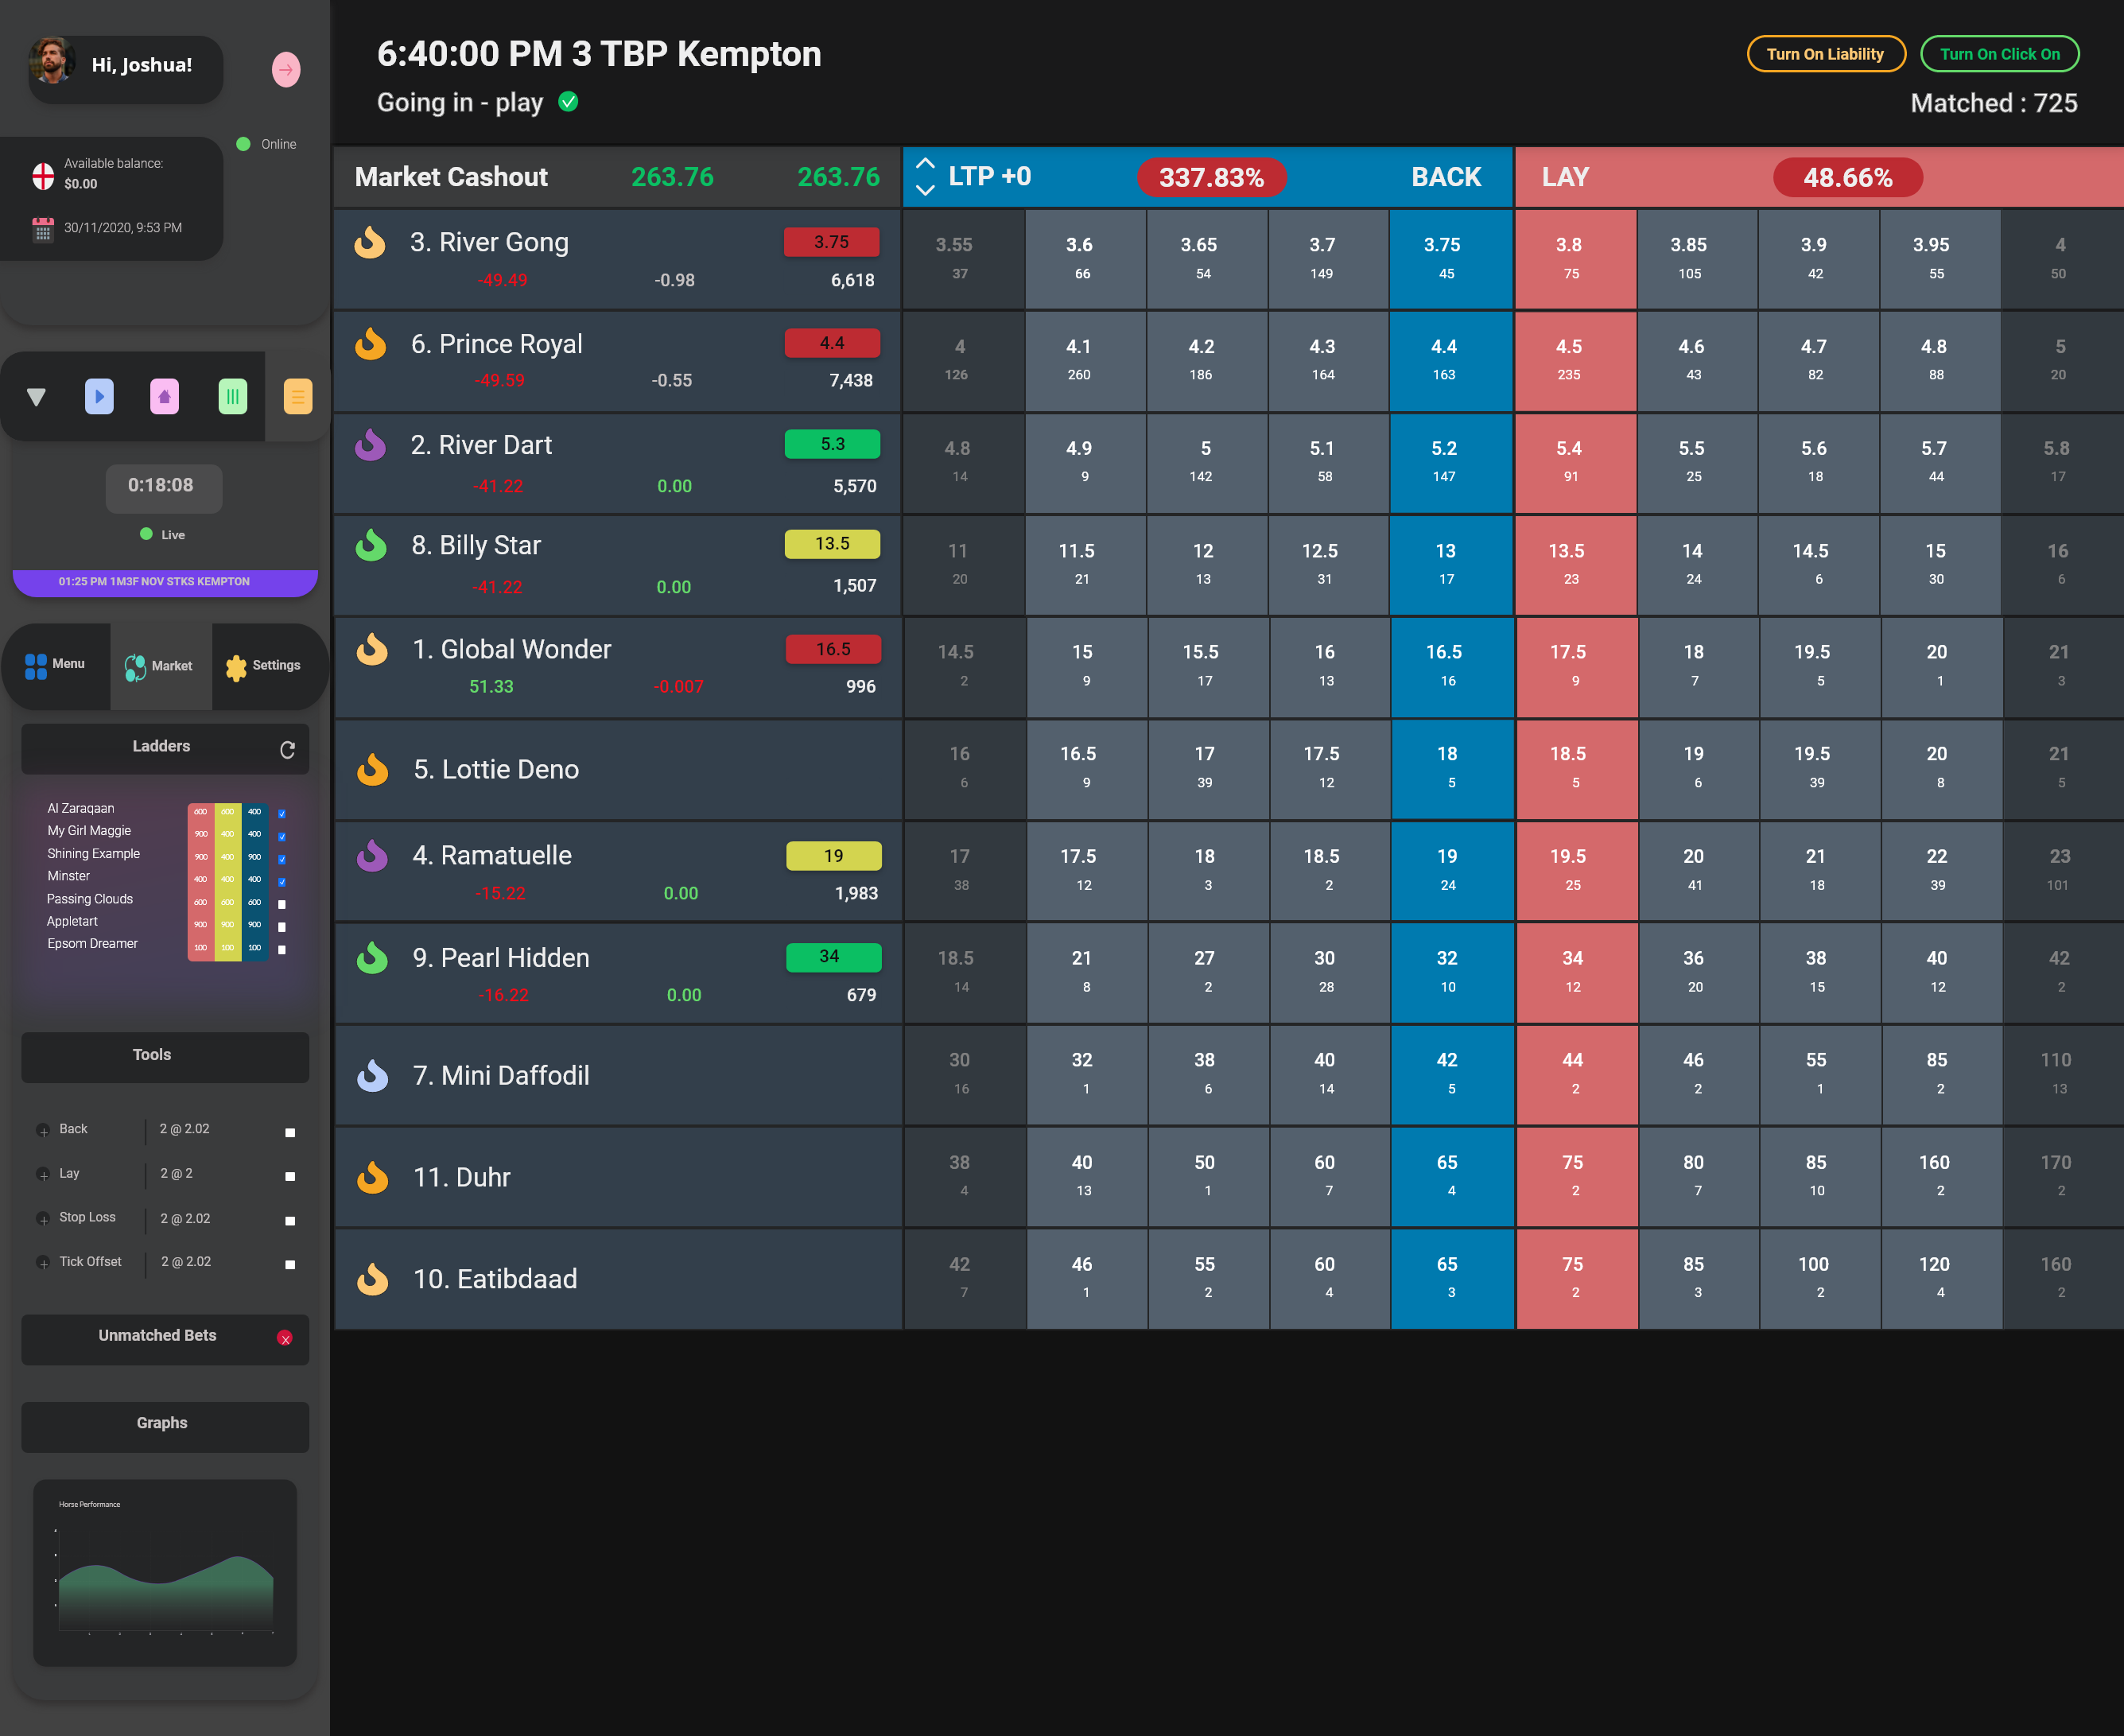 Hi, Joshua!
Online
Available balance:
$0.00
30/11/2020, 9:53 PM
0:18:08
Live
01:25 PM 1M3F NOV STKS KEMPTON
Menu
Market
Settings
Ladders
Al Zaraqaan 600 600 400
My Girl Maggie 900 400 400
Shining Example 900 400 900
Minster 400 400 400
Passing Clouds 600 600 600
Appletart 900 900 900
Epsom Dreamer 100 100 100
Tools
Back 2 @ 2.02
Lay 2 @ 2
Stop Loss 2 @ 2.02
Tick Offset 2 @ 2.02
Unmatched Bets X
Graphs
Horse Performance
6:40:00 PM 3 TBP Kempton
Going in - play
Turn On Liability
Turn On Click On
Matched : 725
Market Cashout 263.76 263.76 LTP +0 337.83% BACK LAY 48.66%
3. River Gong 3.75 3.55 3.6 3.65 3.7 3.75 3.8 3.85 3.9 3.95 4
-49.49 -0.98 6,618 37 66 54 149 45 75 105 42 55 50
6. Prince Royal 4.4 4 4.1 4.2 4.3 4.4 4.5 4.6 4.7 4.8 5
-49.59 -0.55 7,438 126 260 186 164 163 235 43 82 88 20
2. River Dart 5.3 4.8 4.9 5 5.1 5.2 5.4 5.5 5.6 5.7 5.8
-41.22 0.00 5,570 14 9 142 58 147 91 25 18 44 17
8. Billy Star 13.5 11 11.5 12 12.5 13 13.5 14 14.5 15 16
-41.22 0.00 1,507 20 21 13 31 17 23 24 6 30 6
1. Global Wonder 16.5 14.5 15 15.5 16 16.5 17.5 18 19.5 20 21
51.33 -0.007 996 2 9 17 13 16 9 7 5 1 3
5. Lottie Deno 16 16.5 17 17.5 18 18.5 19 19.5 20 21
6 9 39 12 5 5 6 39 8 5
4. Ramatuelle 19 17 17.5 18 18.5 19 19.5 20 21 22 23
-15.22 0.00 1,983 38 12 3 2 24 25 41 18 39 101
9. Pearl Hidden 34 18.5 21 27 30 32 34 36 38 40 42
-16.22 0.00 679 14 8 2 28 10 12 20 15 12 2
7. Mini Daffodil 30 32 38 40 42 44 46 55 85 110
16 1 6 14 5 2 2 1 2 13
11. Duhr 38 40 50 60 65 75 80 85 160 170
4 13 1 7 4 2 7 10 2 2
10. Eatibdaad 42 46 55 60 65 75 85 100 120 160
7 1 2 4 3 2 3 2 4 2